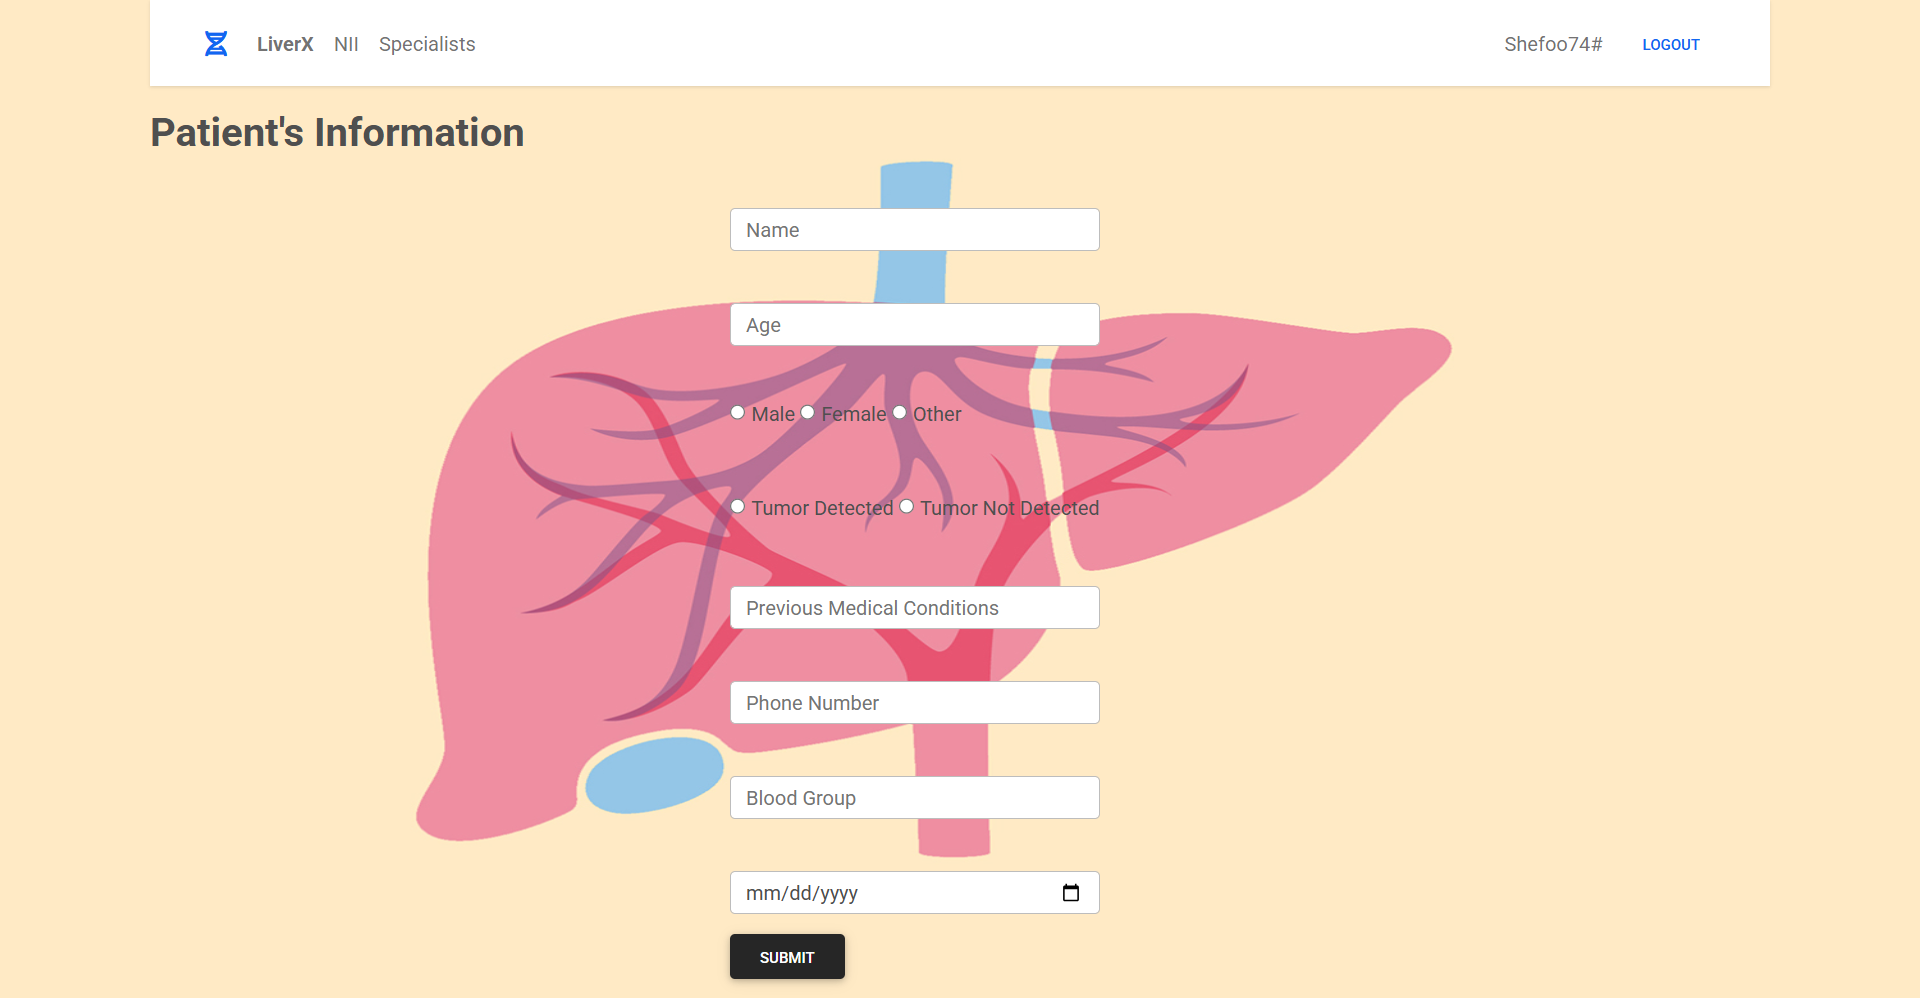 LiverX NII Specialists Shefoo74# LOGOUT
Patient's Information
Name
Age
Male Female Other
Tumor Detected Tumor Not Detected
Previous Medical Conditions
Phone Number
Blood Group
mm/dd/yyyy
SUBMIT